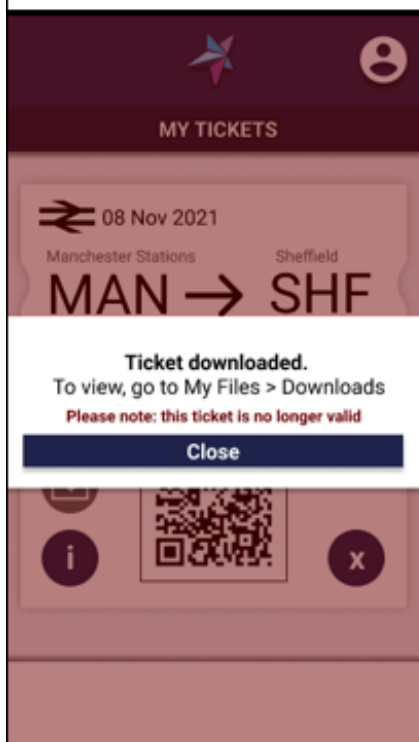 MY TICKETS
08 Nov 2021
Manchester Stations Sheffield
MAN → SHF
Ticket downloaded.
To view, go to My Files > Downloads
Please note: this ticket is no longer valid
Close
i x